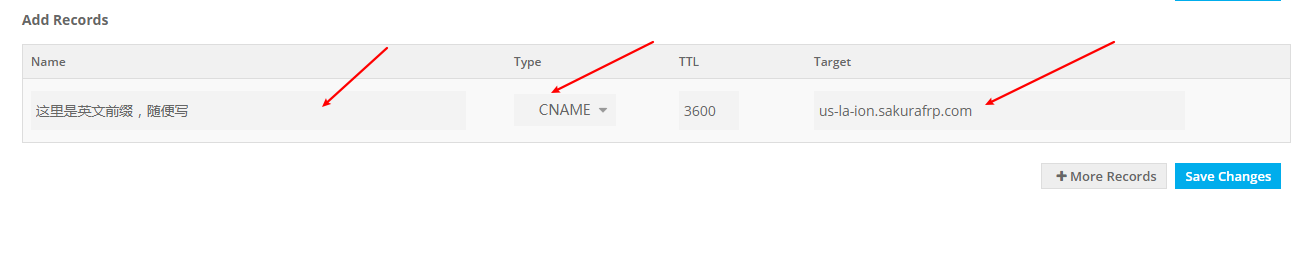 Add Records
Name Type TTL Target
这里是英文前缀，随便写 CNAME 3600 us-la-ion.sakurafrp.com
+ More Records Save Changes